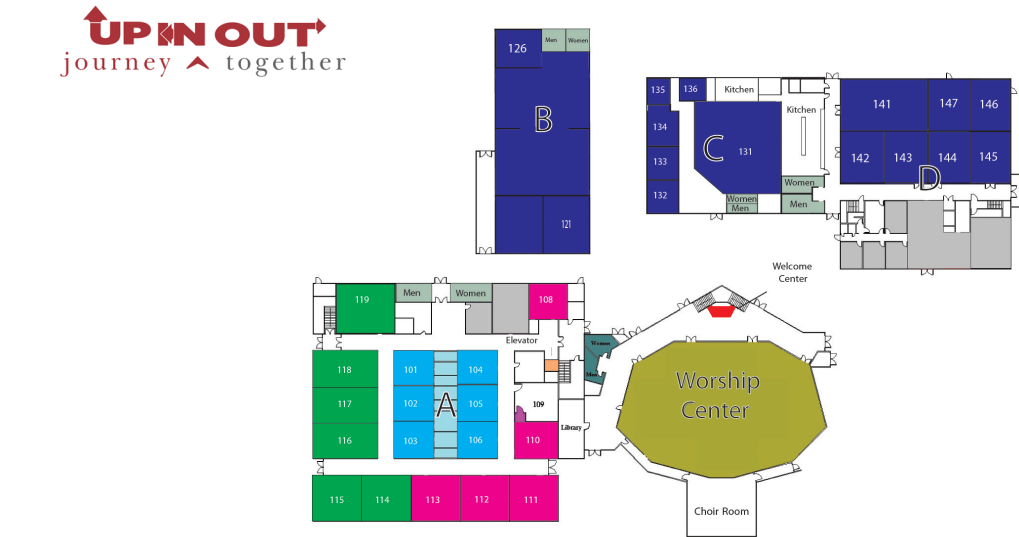 UP IN OUT
journey together
126
Men
Women
B
121
135
136
Kitchen
Kitchen
134
133
132
C
131
Women
Men
Women
Men
141
147
146
142
143
144
145
D
Welcome
Center
119
Men
Women
108
Elevator
Women
Men
118
117
116
101
102
103
A
104
105
106
109
110
Library
115
114
113
112
111
Worship
Center
Choir Room